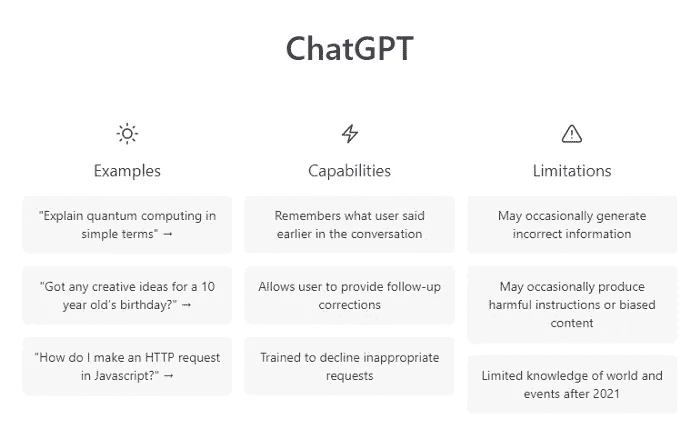 ChatGPT
Examples
"Explain quantum computing in
simple terms" →
"Got any creative ideas for a 10
year old's birthday?" →
"How do I make an HTTP request
in Javascript?" →
Capabilities
Remembers what user said
earlier in the conversation
Allows user to provide follow-up
corrections
Trained to decline inappropriate
requests
Limitations
May occasionally generate
incorrect information
May occasionally produce
harmful instructions or biased
content
Limited knowledge of world and
events after 2021